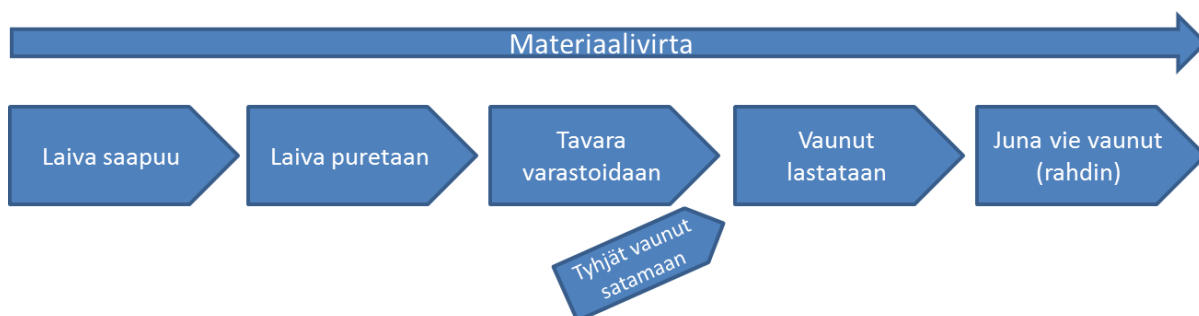 Materiaalivirta
Laiva saapuu
Laiva puretaan
Tavara
varastoidaan
Vaunut
lastataan
Juna vie vaunut
(rahdin)
Tyhjät vaunut
satamaan